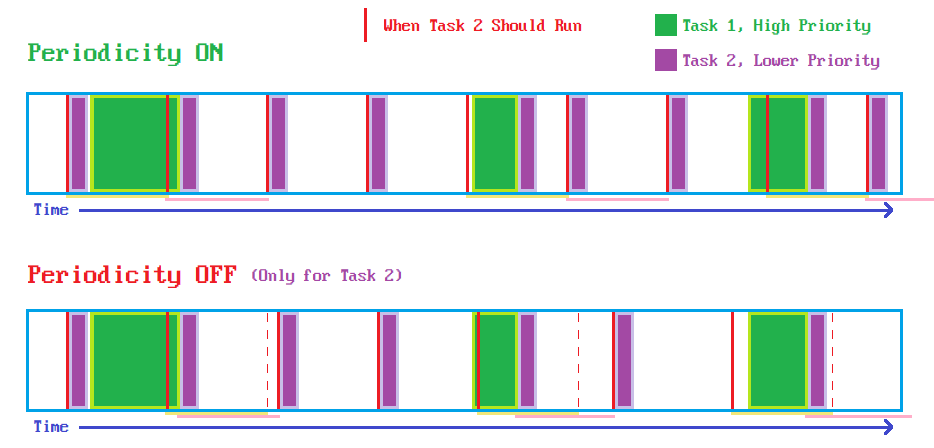 When Task 2 Should Run
Task 1, High Priority
Periodicity ON
Task 2, Lower Priority
Time
Periodicity OFF (Only for Task 2)
Time